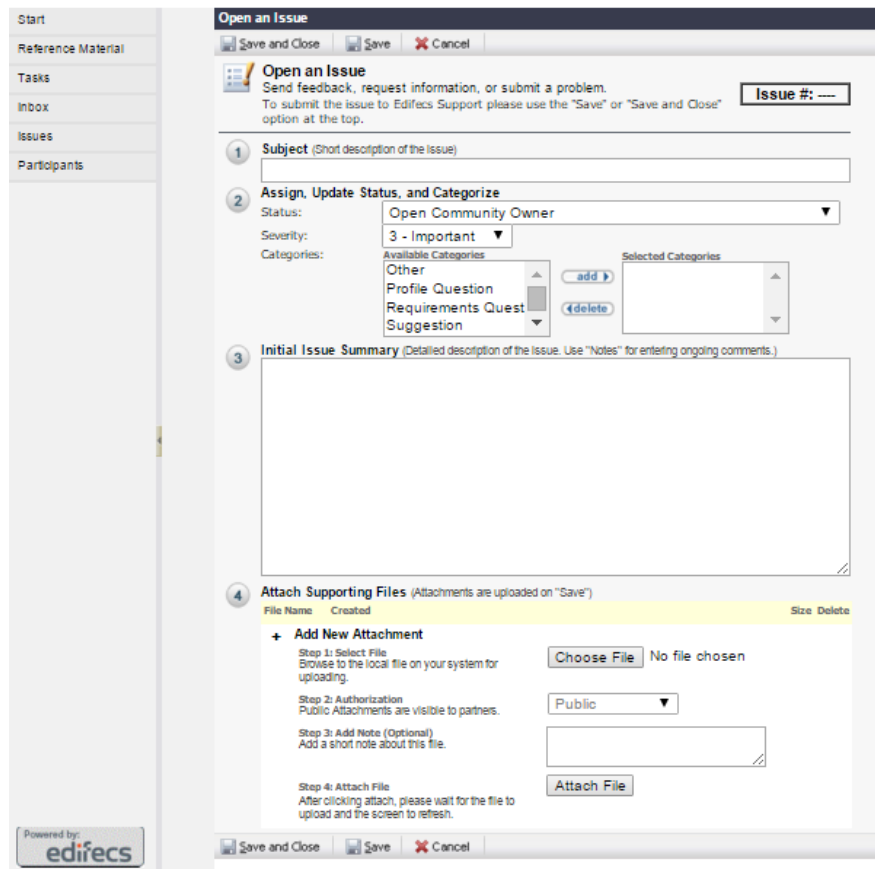 Start
Reference Material
Tasks
Inbox
Issues
Participants
Powered by:
edifecs
Open an Issue
Save and Close Save Cancel
Open an Issue
Send feedback, request information, or submit a problem.
To submit the issue to Edifecs Support please use the "Save" or "Save and Close"
option at the top.
Issue #: ----
1 Subject (Short description of the issue)
2 Assign, Update Status, and Categorize
Status: Open Community Owner
Severity: 3 - Important
Categories: Available Categories Selected Categories
Other
Profile Question
Requirements Quest
Suggestion
add
delete
3 Initial Issue Summary (Detailed description of the issue. Use "Notes" for entering ongoing comments.)
4 Attach Supporting Files (Attachments are uploaded on "Save")
File Name Created Size Delete
+ Add New Attachment
Step 1: Select File
Browse to the local file on your system for
uploading.
Choose File No file chosen
Step 2: Authorization
Public Attachments are visible to partners.
Public
Step 3: Add Note (Optional)
Add a short note about this file.
Step 4: Attach File
After clicking attach, please wait for the file to
upload and the screen to refresh.
Attach File
Save and Close Save Cancel